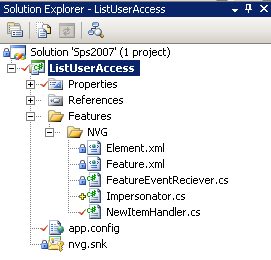 Solution Explorer - ListUserAccess
Solution 'Sps2007' (1 project)
ListUserAccess
Properties
References
Features
NVG
Element.xml
Feature.xml
FeatureEventReciever.cs
Impersonator.cs
NewItemHandler.cs
app.config
nvg.snk